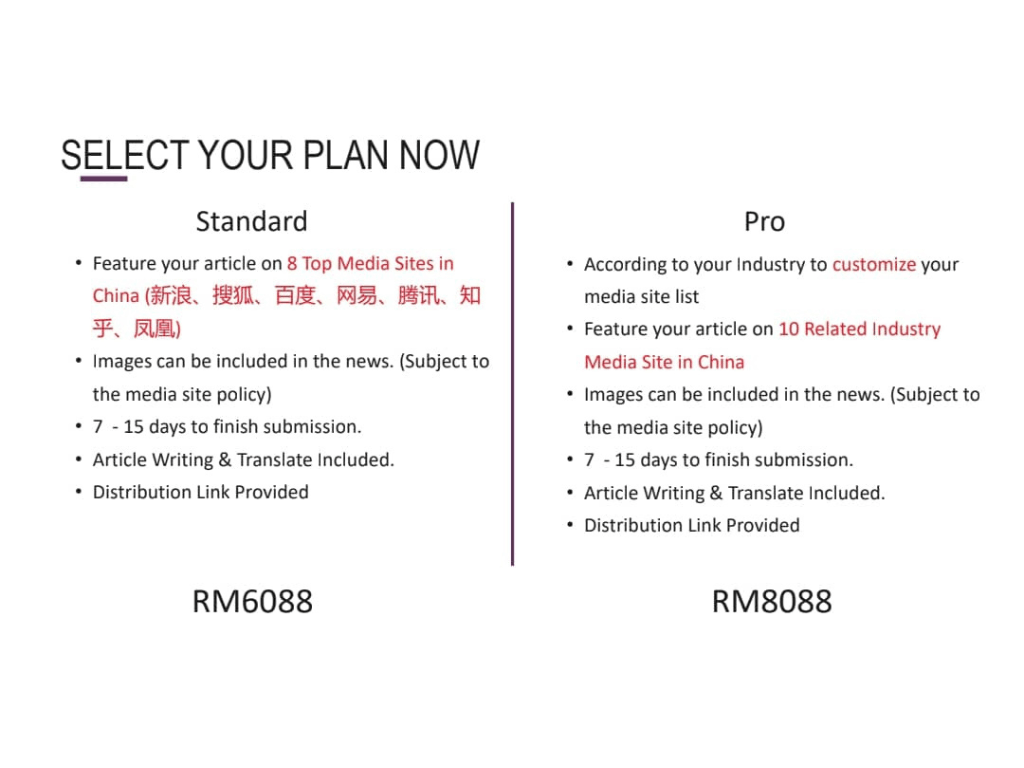 SELECT YOUR PLAN NOW
Standard
• Feature your article on 8 Top Media Sites in
China (新浪、搜狐、百度、网易、腾讯、知
乎、凤凰)
• Images can be included in the news. (Subject to
the media site policy)
• 7 - 15 days to finish submission.
• Article Writing & Translate Included.
• Distribution Link Provided
RM6088
Pro
• According to your Industry to customize your
media site list
• Feature your article on 10 Related Industry
Media Site in China
• Images can be included in the news. (Subject to
the media site policy)
• 7 - 15 days to finish submission.
• Article Writing & Translate Included.
• Distribution Link Provided
RM8088